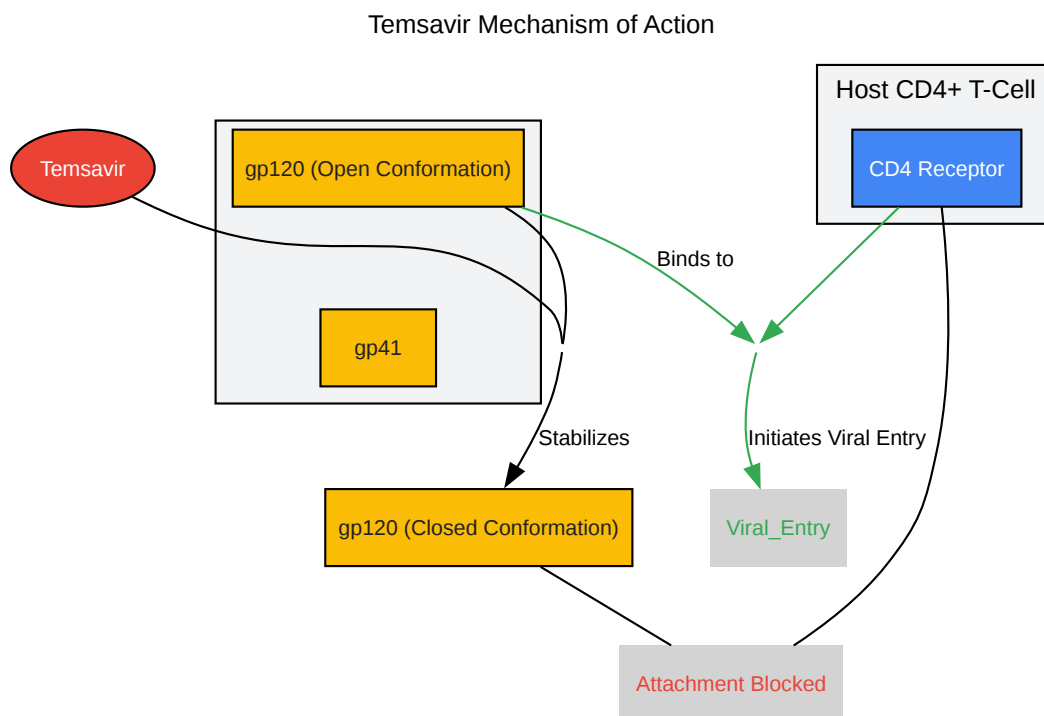 Temsavir Mechanism of Action
Host CD4+ T-Cell
Temsavir
gp120 (Open Conformation)
CD4 Receptor
Binds to
gp41
Stabilizes
Initiates Viral Entry
gp120 (Closed Conformation)
Viral_Entry
Attachment Blocked